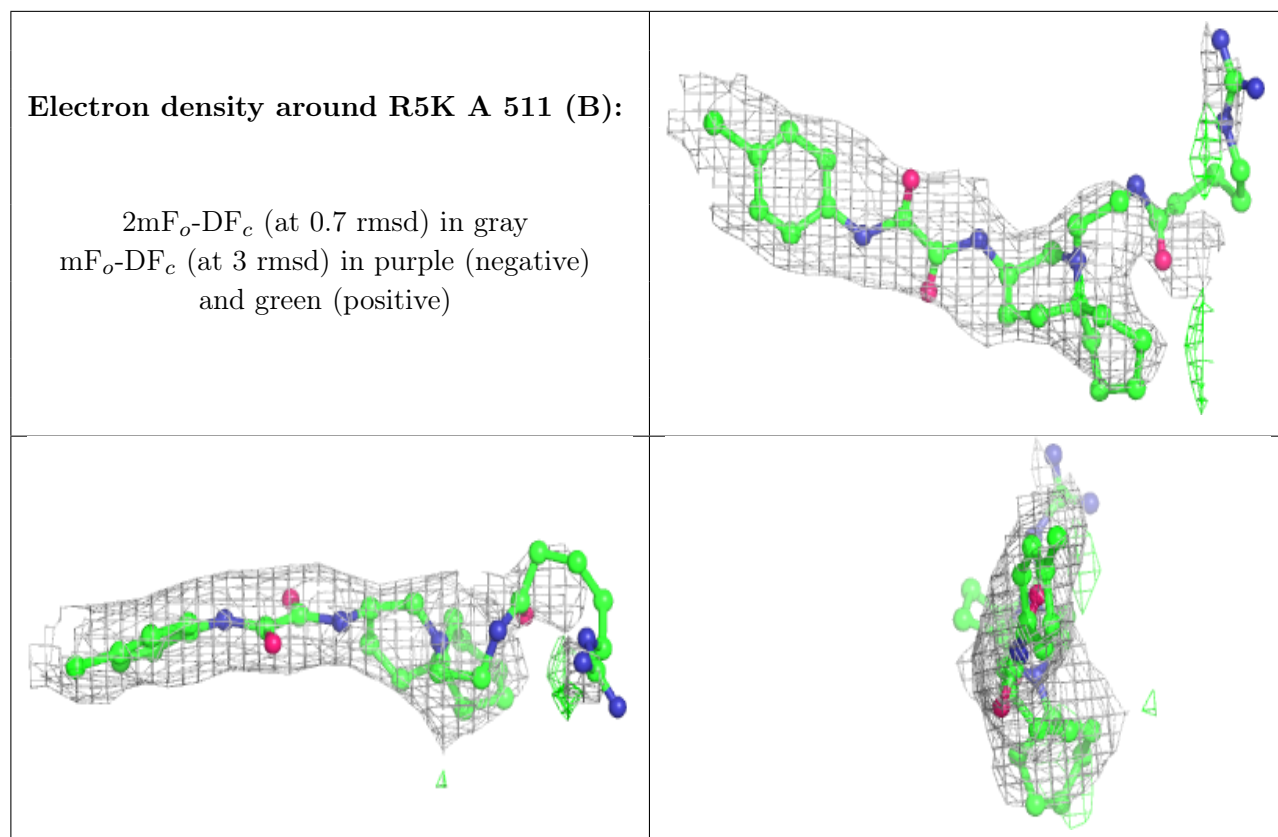 Electron density around R5K A 511 (B):
2mFo-DFc (at 0.7 rmsd) in gray
mFo-DFc (at 3 rmsd) in purple (negative)
and green (positive)